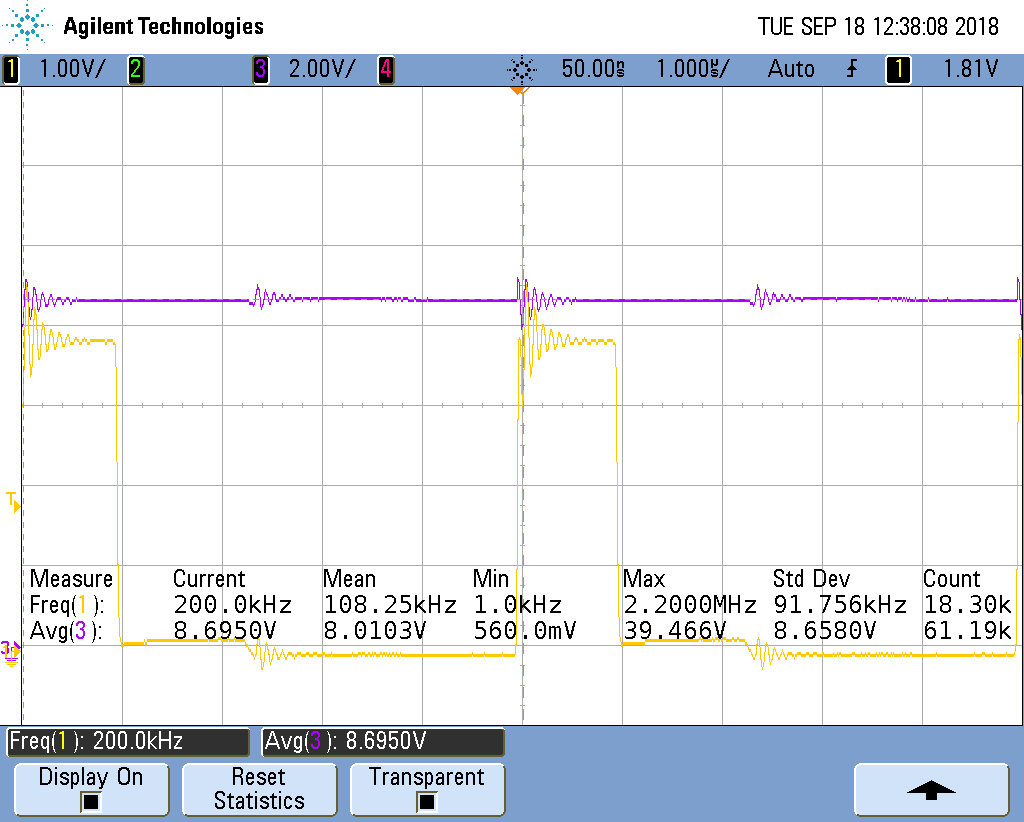 Agilent Technologies
TUE SEP 18 12:38:08 2018
1 1.00V/ 2 3 2.00V/ 4 50.00s 1.000s/ Auto 1 1.81V
T
Measure Current Mean Min Max Std Dev Count
Freq(1): 200.0kHz 108.25kHz 1.0kHz 2.2000MHz 91.756kHz 18.30k
Avg(3): 8.6950V 8.0103V 560.0mV 39.466V 8.6580V 61.19k
3
Freq(1): 200.0kHz Avg(3): 8.6950V
Display On
Reset
Statistics
Transparent